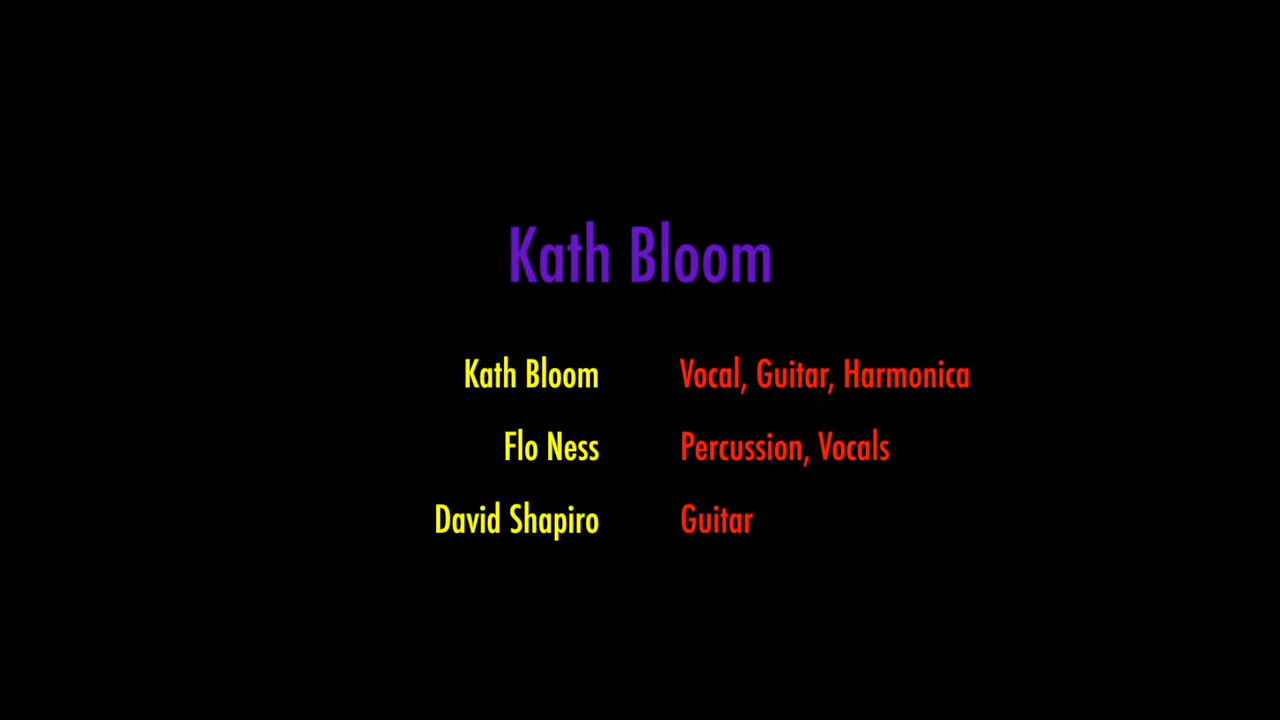 Kath Bloom
Kath Bloom Vocal, Guitar, Harmonica
Flo Ness Percussion, Vocals
David Shapiro Guitar